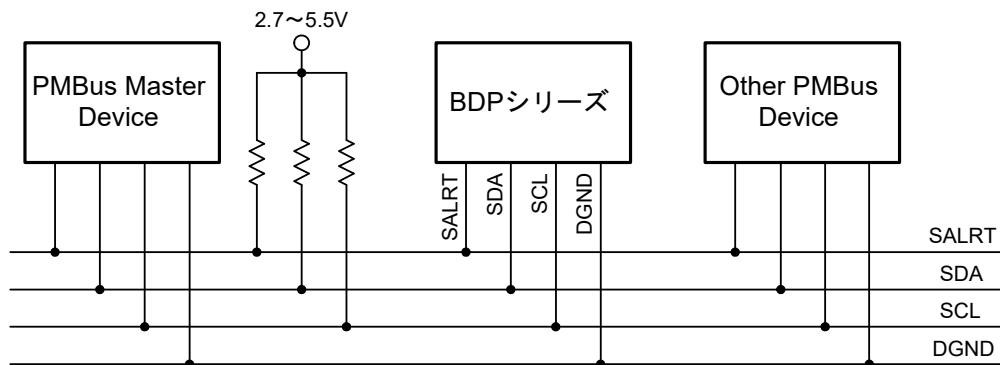 2.7～5.5V
PMBus Master
Device
BDPシリーズ
Other PMBus
Device
SALRT
SDA
SCL
DGND
SALRT
SDA
SCL
DGND